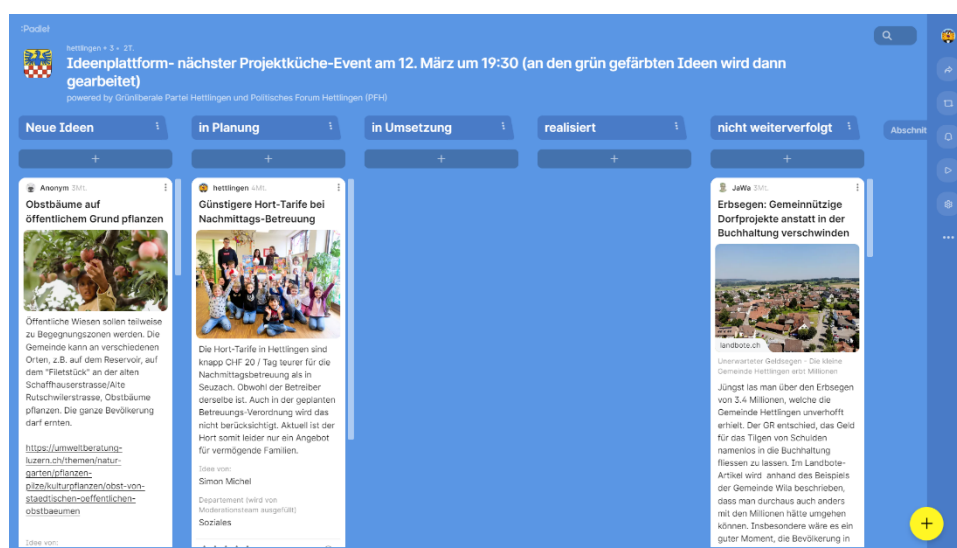 :Padlet
hettlingen + 3 • 2T.
Ideenplattform- nächster Projektküche-Event am 12. März um 19:30 (an den grün gefärbten Ideen wird dann
gearbeitet)
powered by Grünliberale Partei Hettlingen und Politisches Forum Hettlingen (PFH)
Neue Ideen
in Planung
in Umsetzung
realisiert
nicht weiterverfolgt
Abschnit
Anonym 3Mt.
Obstbäume auf
öffentlichem Grund pflanzen
Öffentliche Wiesen sollen teilweise
zu Begegnungszonen werden. Die
Gemeinde kann an verschiedenen
Orten, z.B. auf dem Reservoir, auf
dem "Filetstück" an der alten
Schaffhauserstrasse/Alte
Rutschwilerstrasse, Obstbäume
pflanzen. Die ganze Bevölkerung
darf ernten.
https://umweltberatung-
luzern.ch/themen/natur-
garten/pflanzen-
pilze/kulturpflanzen/obst-von-
staedtischen-oeffentlichen-
obstbaeumen
Idee von:
hettlingen 4Mt.
Günstigere Hort-Tarife bei
Nachmittags-Betreuung
Die Hort-Tarife in Hettlingen sind
knapp CHF 20 / Tag teurer für die
Nachmittagsbetreuung als in
Seuzach. Obwohl der Betreiber
derselbe ist. Auch in der geplanten
Betreuungs-Verordnung wird das
nicht berücksichtigt. Aktuell ist der
Hort somit leider nur ein Angebot
für vermögende Familien.
Idee von:
Simon Michel
Departement (wird von
Moderationsteam ausgefüllt)
Soziales
JaWa 3Mt.
Erbsegen: Gemeinnützige
Dorfprojekte anstatt in der
Buchhaltung verschwinden
landbote.ch
Unerwarteter Geldsegen - Die kleine
Gemeinde Hettlingen erbt Millionen
Jüngst las man über den Erbsegen
von 3.4 Millionen, welche die
Gemeinde Hettlingen unverhofft
erhielt. Der GR entschied, das Geld
für das Tilgen von Schulden
namenlos in die Buchhaltung
fliessen zu lassen. Im Landbote-
Artikel wird anhand des Beispiels
der Gemeinde Wila beschrieben,
dass man durchaus auch anders
mit den Millionen hätte umgehen
können. Insbesondere wäre es ein
guter Moment, die Bevölkerung in